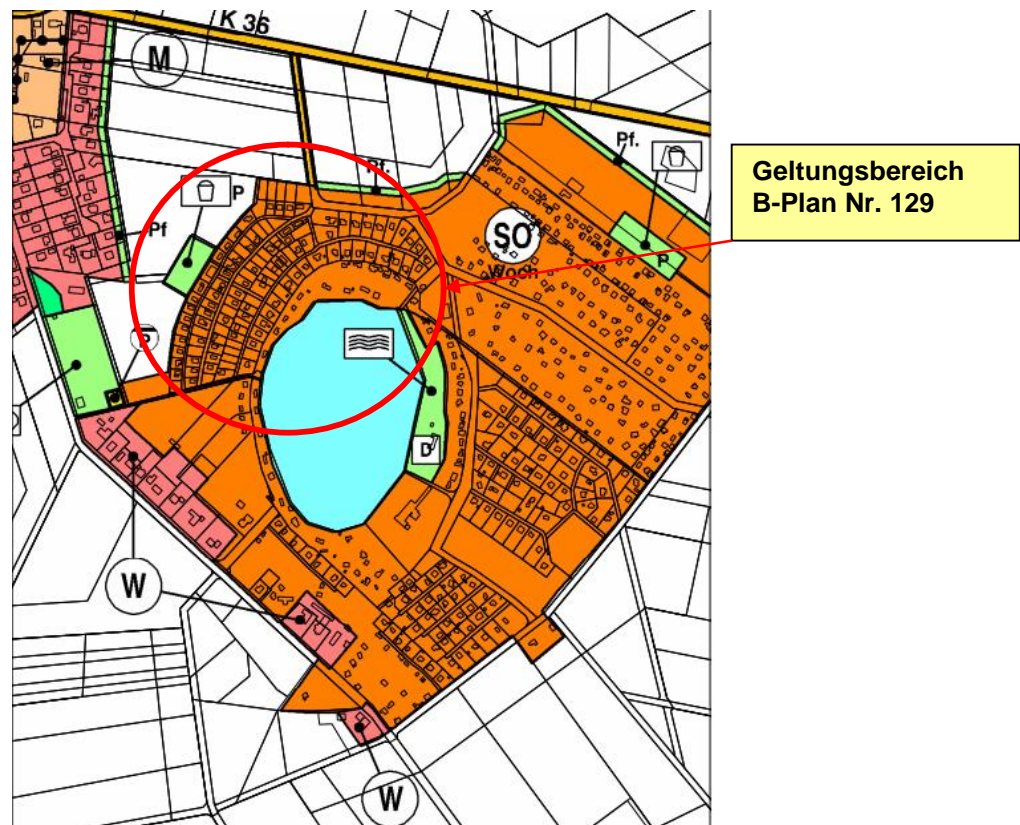 K 36
M
Pf.
Pf.
P
Pf
SO
Woch
P
Geltungsbereich
B-Plan Nr. 129
D
W
W